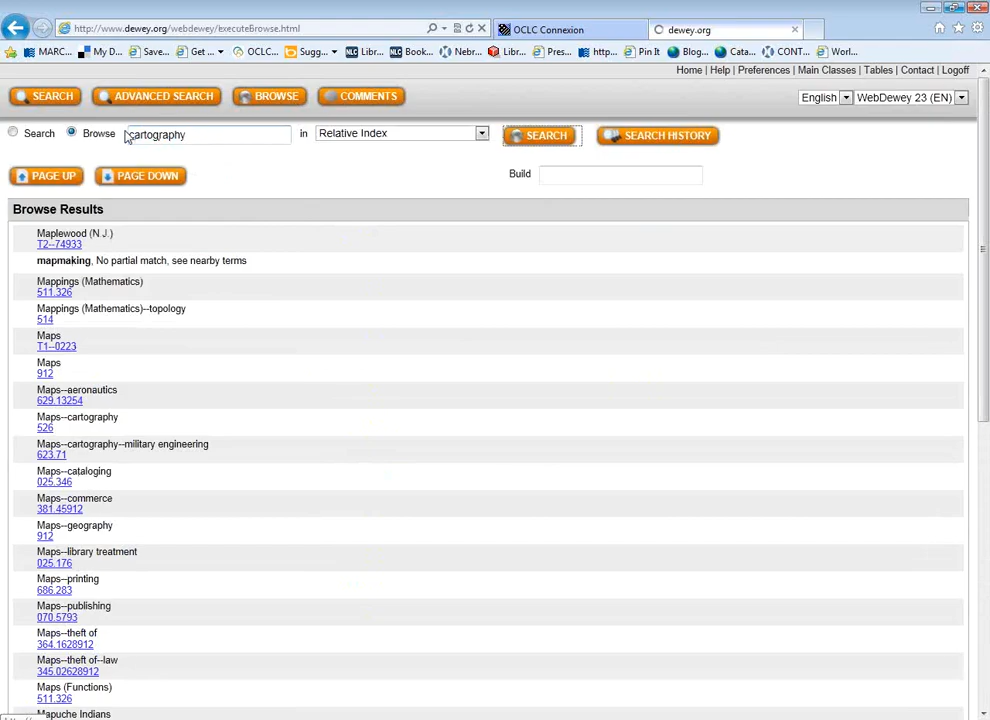 http://www.dewey.org/webdewey/executeBrowse.html
OCLC Connexion
dewey.org
MARC...
My D...
Save...
Get ...
OCLC...
Sugg...
NLC Libr...
NLC Book...
Nebr...
Libr...
http...
Pres...
Pin It
Blog...
Cata...
CONT...
Worl...
Home | Help | Preferences | Main Classes | Tables | Contact | Logoff
SEARCH
ADVANCED SEARCH
BROWSE
COMMENTS
English
WebDewey 23 (EN)
Search
Browse
cartography
in
Relative Index
SEARCH
SEARCH HISTORY
PAGE UP
PAGE DOWN
Build
Browse Results
Maplewood (N.J.)
T2--74933
mapmaking, No partial match, see nearby terms
Mappings (Mathematics)
511.326
Mappings (Mathematics)--topology
514
Maps
T1--0223
Maps
912
Maps--aeronautics
629.13254
Maps--cartography
526
Maps--cartography--military engineering
623.71
Maps--cataloging
025.346
Maps--commerce
381.45912
Maps--geography
912
Maps--library treatment
025.176
Maps--printing
686.283
Maps--publishing
070.5793
Maps--theft of
364.1628912
Maps--theft of--law
345.02628912
Maps (Functions)
511.326
Mapuche Indians